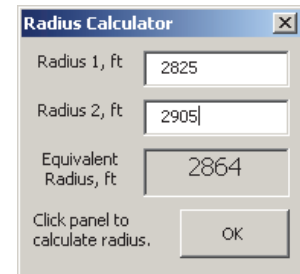 Radius Calculator
Radius 1, ft 2825
Radius 2, ft 2905
Equivalent
Radius, ft 2864
Click panel to
calculate radius.
OK